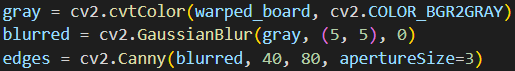 gray = cv2.cvtColor(warped_board, cv2.COLOR_BGR2GRAY)
blurred = cv2.GaussianBlur(gray, (5, 5), 0)
edges = cv2.Canny(blurred, 40, 80, apertureSize=3)